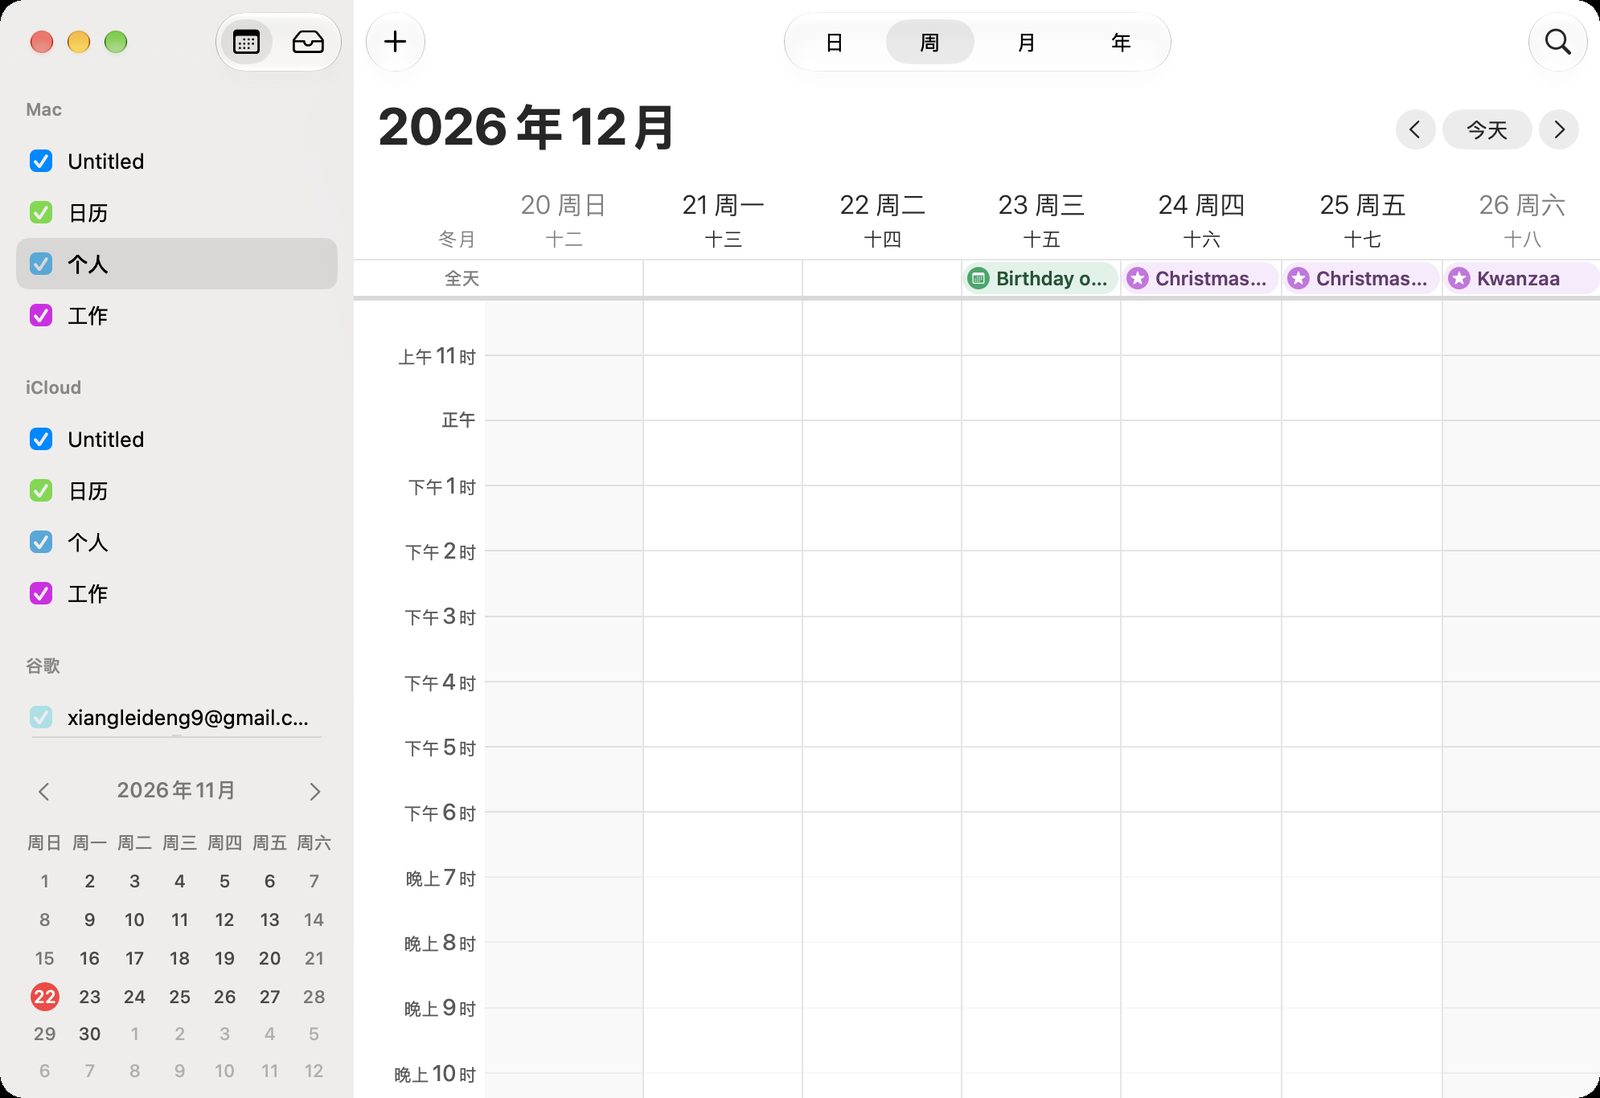 日 周 月 年
Mac
Untitled
日历
个人
工作
iCloud
Untitled
日历
个人
工作
谷歌
xiangleideng9@gmail.c...
2026年11月
周日 周一 周二 周三 周四 周五 周六
1 2 3 4 5 6 7
8 9 10 11 12 13 14
15 16 17 18 19 20 21
22 23 24 25 26 27 28
29 30 1 2 3 4 5
6 7 8 9 10 11 12
2026年12月
今天
20 周日 21 周一 22 周二 23 周三 24 周四 25 周五 26 周六
冬月 十二 十三 十四 十五 十六 十七 十八
全天 Birthday o... Christmas... Christmas... Kwanzaa
上午11时
正午
下午1时
下午2时
下午3时
下午4时
下午5时
下午6时
晚上7时
晚上8时
晚上9时
晚上10时